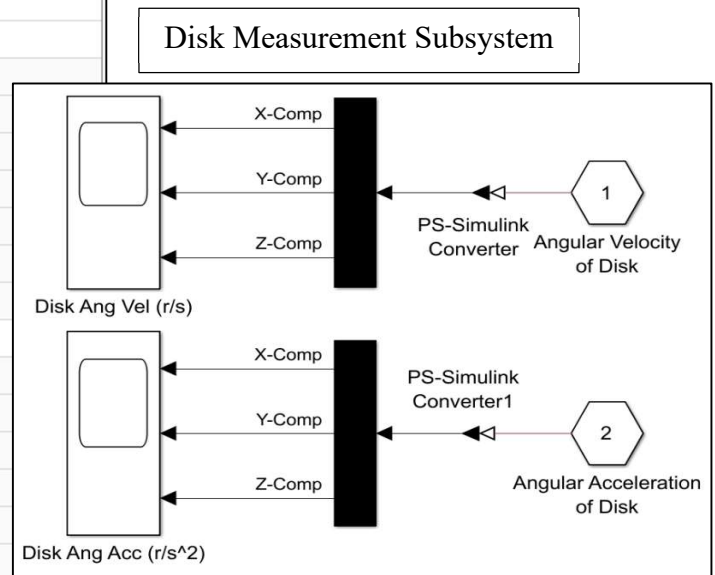 Disk Measurement Subsystem
X-Comp
Y-Comp
Z-Comp
PS-Simulink
Converter
1
Angular Velocity
of Disk
Disk Ang Vel (r/s)
X-Comp
Y-Comp
Z-Comp
PS-Simulink
Converter1
2
Angular Acceleration
of Disk
Disk Ang Acc (r/s^2)